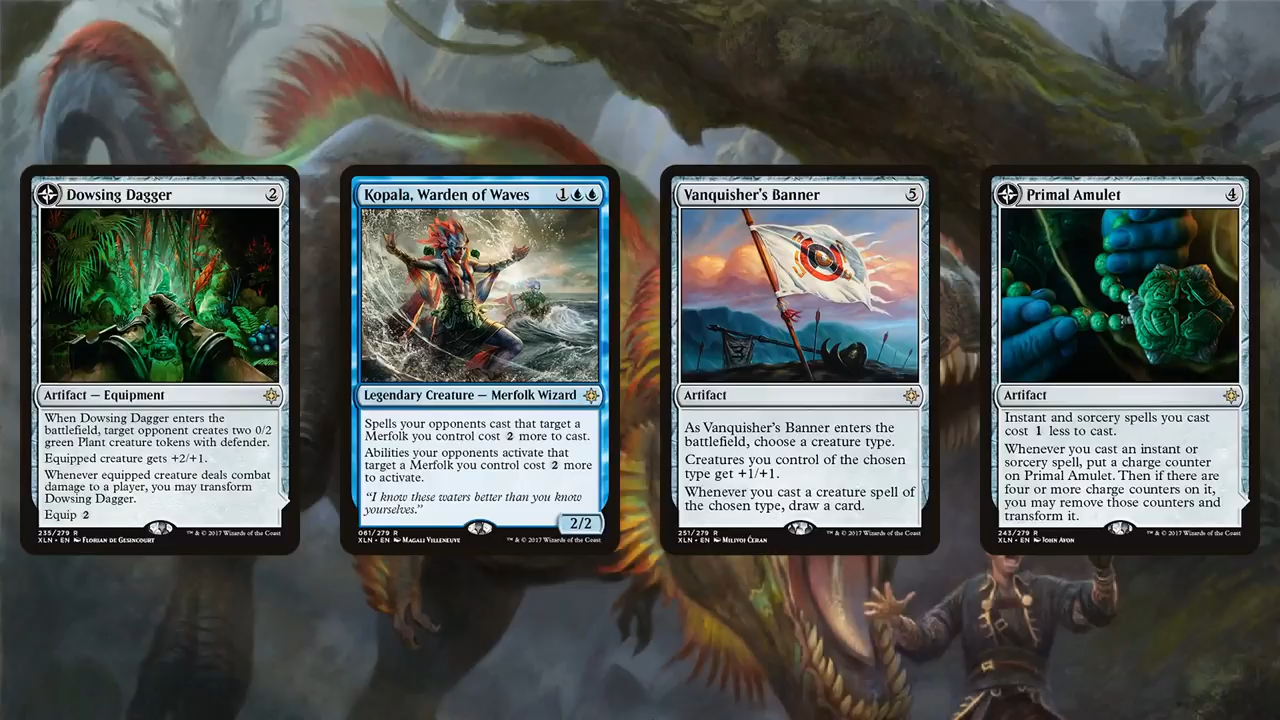 Dowsing Dagger 2
Artifact — Equipment
When Dowsing Dagger enters the
battlefield, target opponent creates two 0/2
green Plant creature tokens with defender.
Equipped creature gets +2/+1.
Whenever equipped creature deals combat
damage to a player, you may transform
Dowsing Dagger.
Equip 2
235/279 R
XLN • EN Florian de Gesincourt
™ & © 2017 Wizards of the Coast
Kopala, Warden of Waves 1
Legendary Creature — Merfolk Wizard
Spells your opponents cast that target a
Merfolk you control cost 2 more to cast.
Abilities your opponents activate that
target a Merfolk you control cost 2 more
to activate.
"I know these waters better than you know
yourselves."
2/2
061/279 R
XLN • EN Magali Villeneuve
™ & © 2017 Wizards of the Coast
Vanquisher's Banner 5
Artifact
As Vanquisher's Banner enters the
battlefield, choose a creature type.
Creatures you control of the chosen
type get +1/+1.
Whenever you cast a creature spell of
the chosen type, draw a card.
251/279 R
XLN • EN Milivoj Ćeran
™ & © 2017 Wizards of the Coast
Primal Amulet 4
Artifact
Instant and sorcery spells you cast
cost 1 less to cast.
Whenever you cast an instant or
sorcery spell, put a charge counter
on Primal Amulet. Then if there are
four or more charge counters on it,
you may remove those counters and
transform it.
243/279 R
XLN • EN John Avon
™ & © 2017 Wizards of the Coast